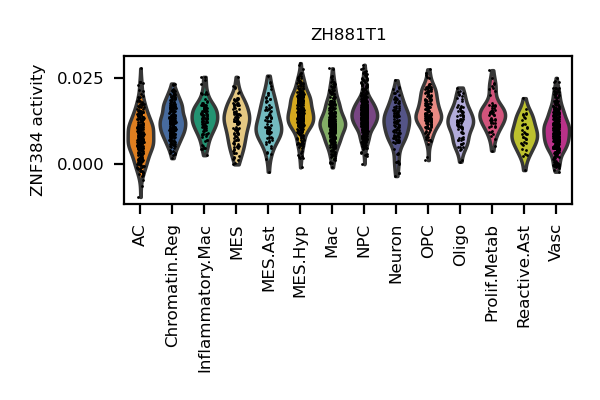 ZH881T1
ZNF384 activity
0.025
0.000
AC
Chromatin.Reg
Inflammatory.Mac
MES
MES.Ast
MES.Hyp
Mac
NPC
Neuron
OPC
Oligo
Prolif.Metab
Reactive.Ast
Vasc